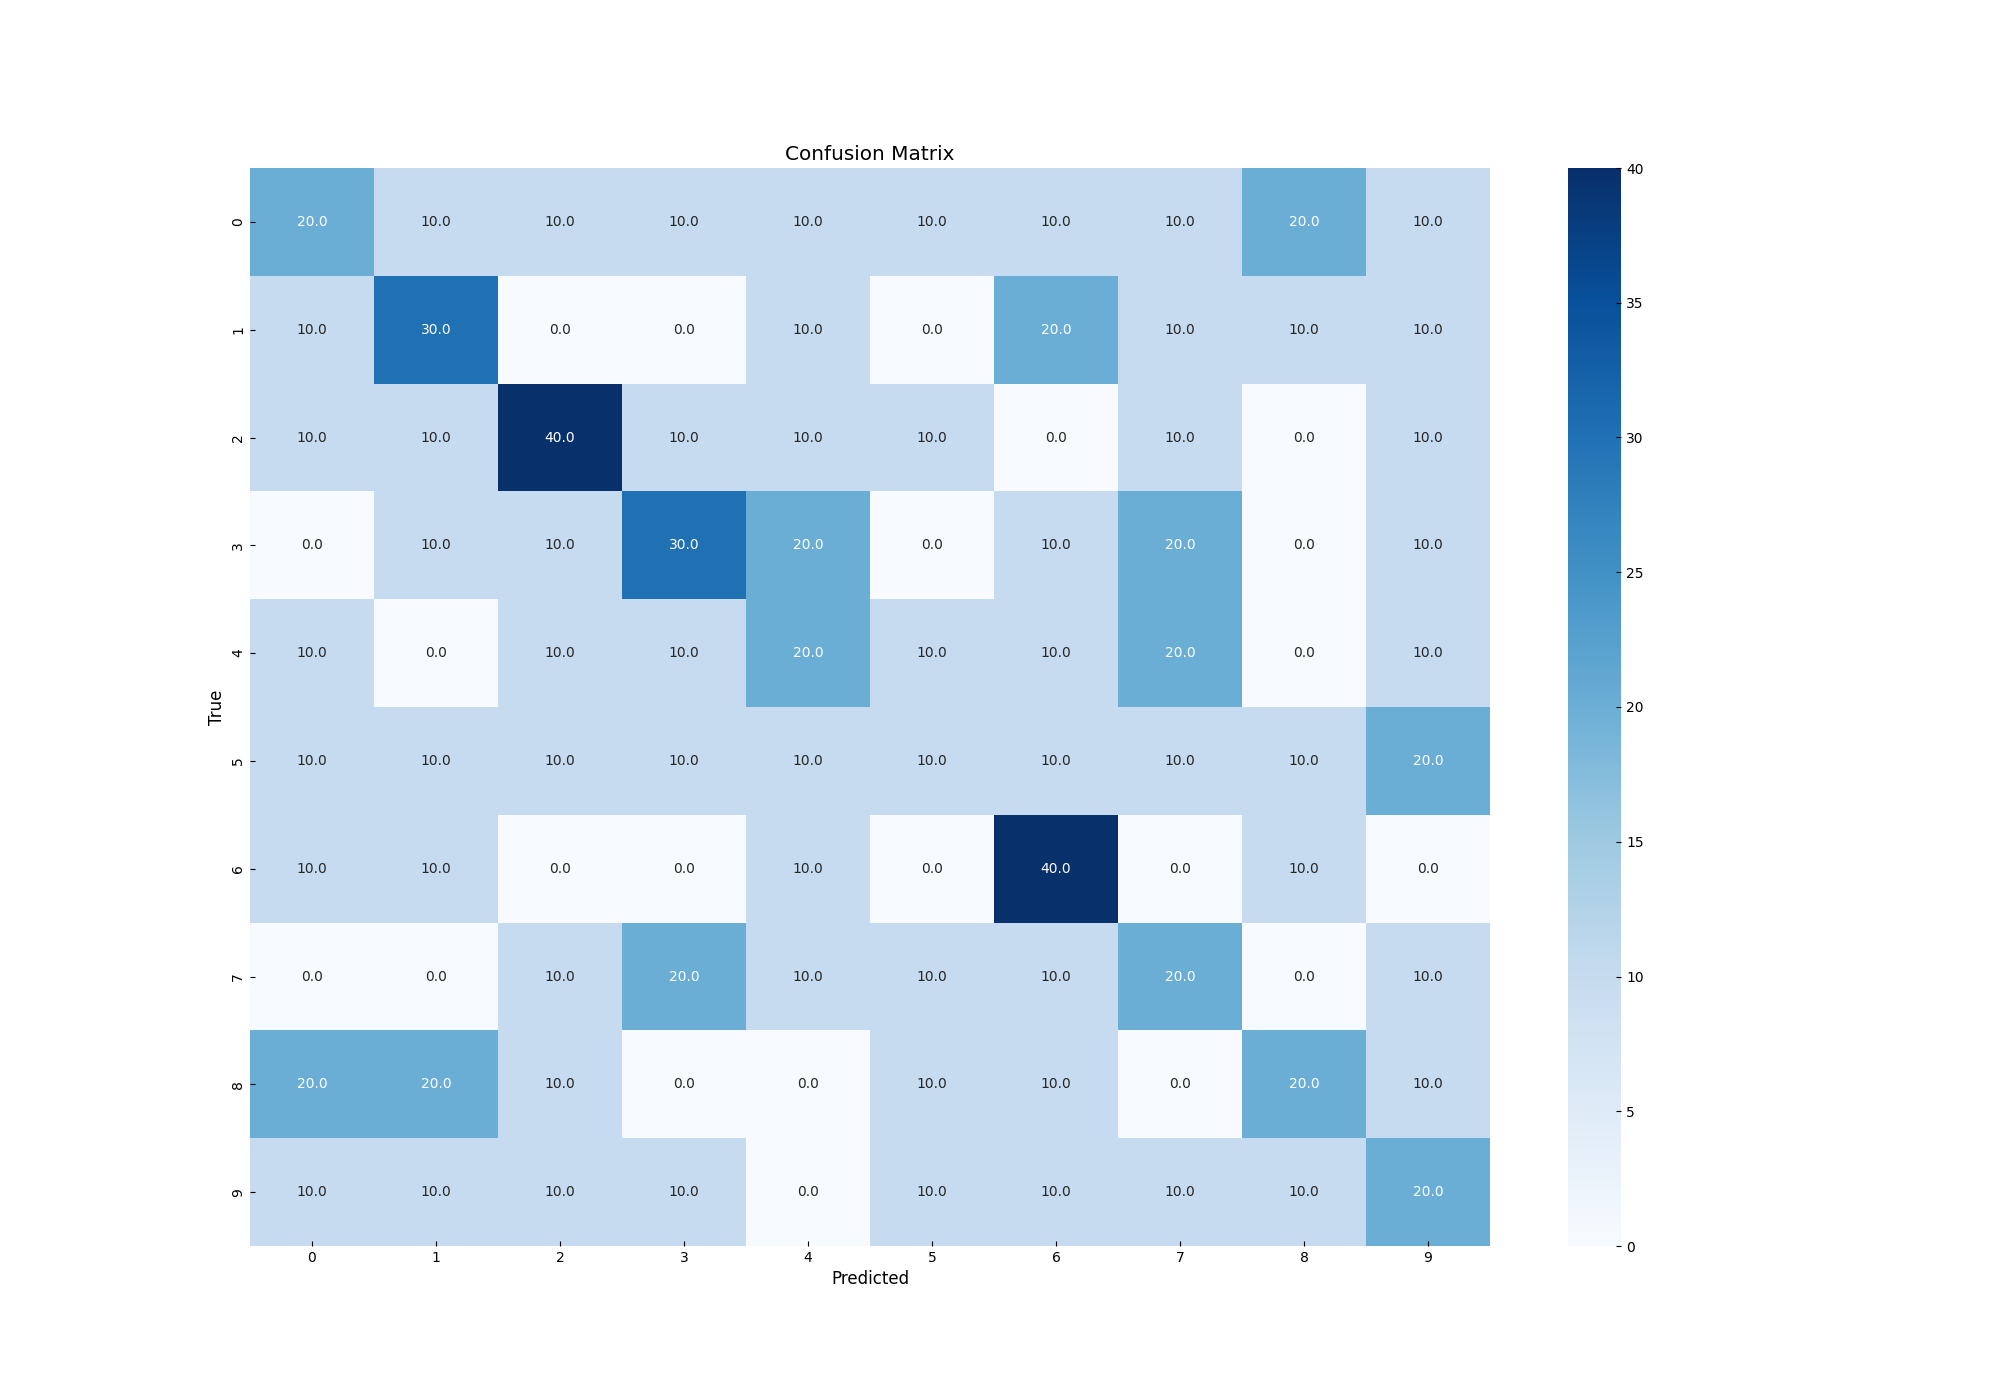 Confusion Matrix
0 20.0 10.0 10.0 10.0 10.0 10.0 10.0 10.0 20.0 10.0
1 10.0 30.0 0.0 0.0 10.0 0.0 20.0 10.0 10.0 10.0
2 10.0 10.0 40.0 10.0 10.0 10.0 0.0 10.0 0.0 10.0
3 0.0 10.0 10.0 30.0 20.0 0.0 10.0 20.0 0.0 10.0
4 10.0 0.0 10.0 10.0 20.0 10.0 10.0 20.0 0.0 10.0
5 10.0 10.0 10.0 10.0 10.0 10.0 10.0 10.0 10.0 20.0
6 10.0 10.0 0.0 0.0 10.0 0.0 40.0 0.0 10.0 0.0
7 0.0 0.0 10.0 20.0 10.0 10.0 10.0 20.0 0.0 10.0
8 20.0 20.0 10.0 0.0 0.0 10.0 10.0 0.0 20.0 10.0
9 10.0 10.0 10.0 10.0 0.0 10.0 10.0 10.0 10.0 20.0
0 1 2 3 4 5 6 7 8 9
Predicted
True
40
35
30
25
20
15
10
5
0